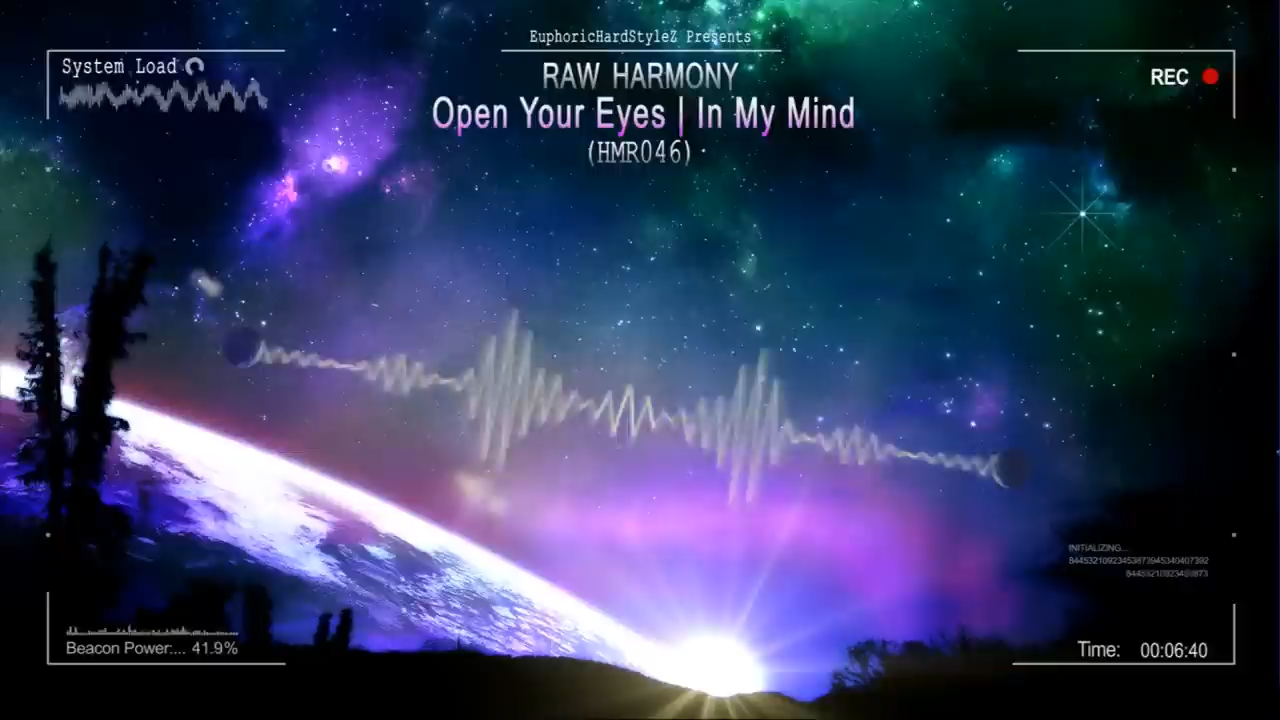 EuphoricHardStyleZ Presents
System Load
RAW HARMONY
REC
Open Your Eyes | In My Mind
(HMR046)
INITIALIZING...
Beacon Power:... 41.9%
Time: 00:06:40